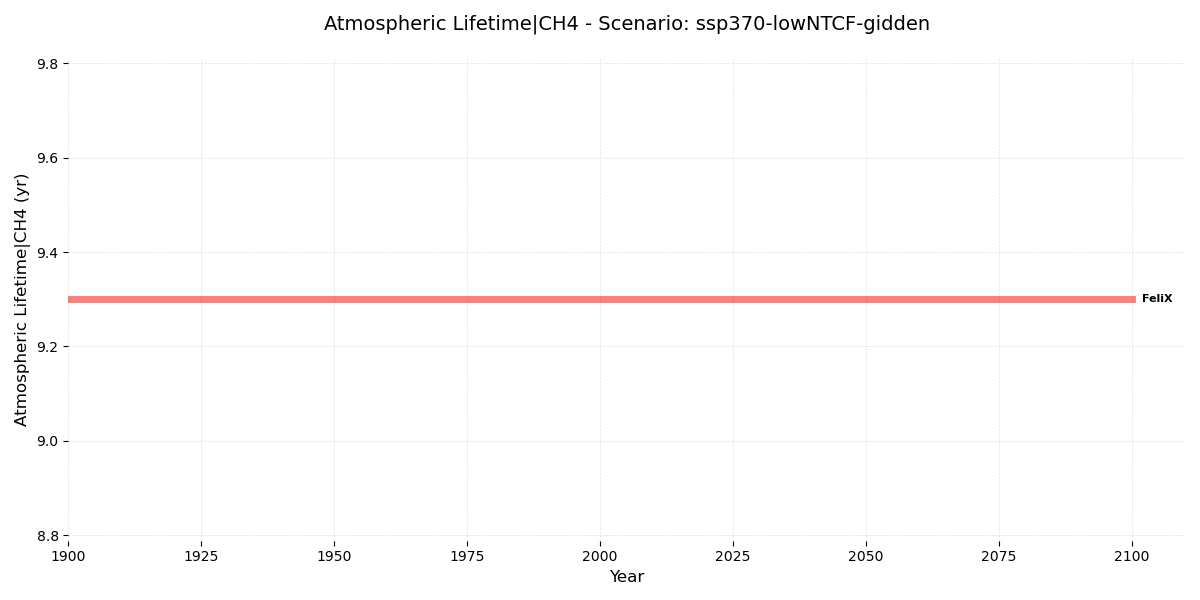 Atmospheric Lifetime|CH4 - Scenario: ssp370-lowNTCF-gidden
Atmospheric Lifetime|CH4 (yr)
9.8
9.6
9.4
9.2
9.0
8.8
FeliX
1900 1925 1950 1975 2000 2025 2050 2075 2100
Year